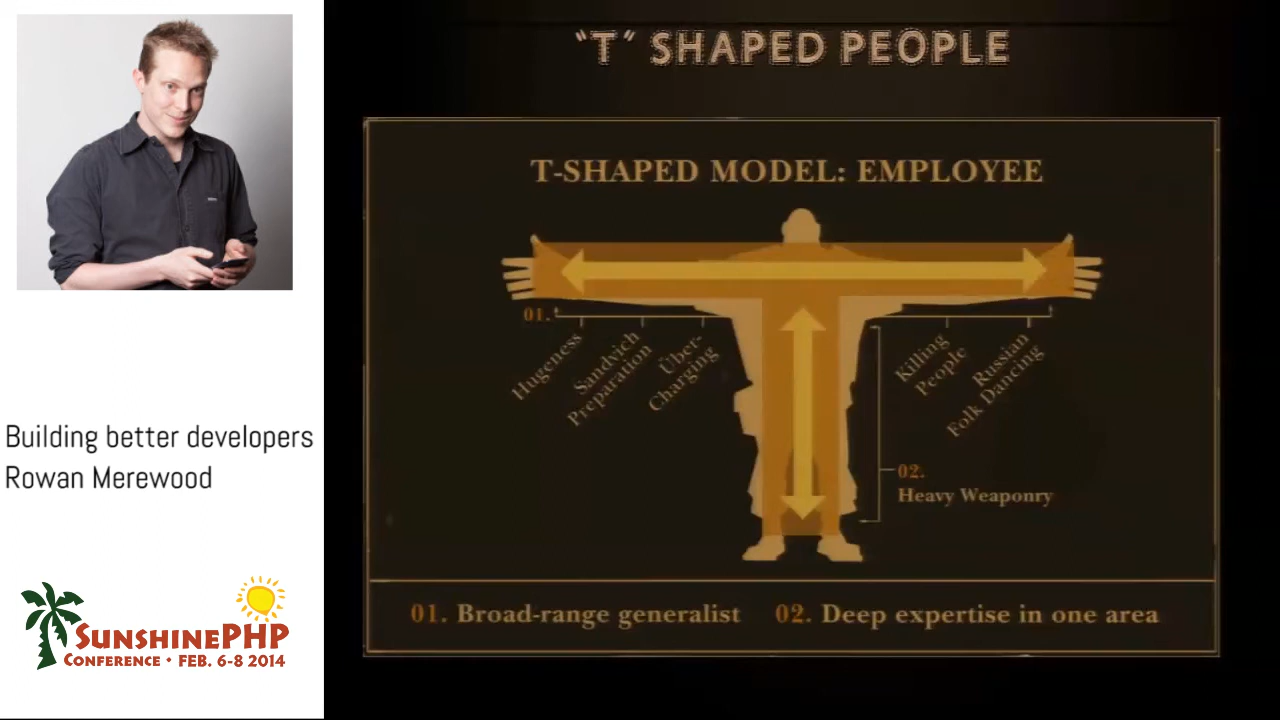 Building better developers
Rowan Merewood
SUNSHINEPHP
CONFERENCE • FEB. 6-8 2014
"T" SHAPED PEOPLE
T-SHAPED MODEL: EMPLOYEE
01.
Hugeness
Sandvich
Preparation
Über-
Charging
Killing
People
Russian
Folk Dancing
02.
Heavy Weaponry
01. Broad-range generalist
02. Deep expertise in one area